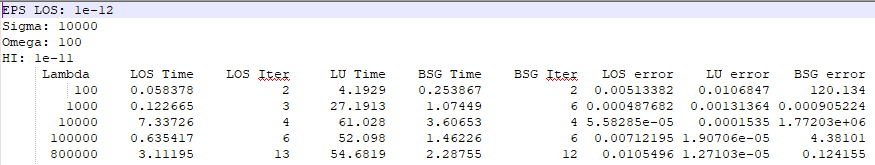 EPS LOS: 1e-12
Sigma: 10000
Omega: 100
HI: 1e-11
Lambda LOS Time LOS Iter LU Time BSG Time BSG Iter LOS error LU error BSG error
100 0.058378 2 4.1929 0.253867 2 0.00513382 0.0106847 120.134
1000 0.122665 3 27.1913 1.07449 6 0.000487682 0.00131364 0.000905224
10000 7.33726 4 61.028 3.60653 4 5.58285e-05 0.0001535 1.77203e+06
100000 0.635417 6 52.098 1.46226 6 0.00712195 1.90706e-05 4.38101
800000 3.11195 13 54.6819 2.28755 12 0.0105496 1.27103e-05 0.124155